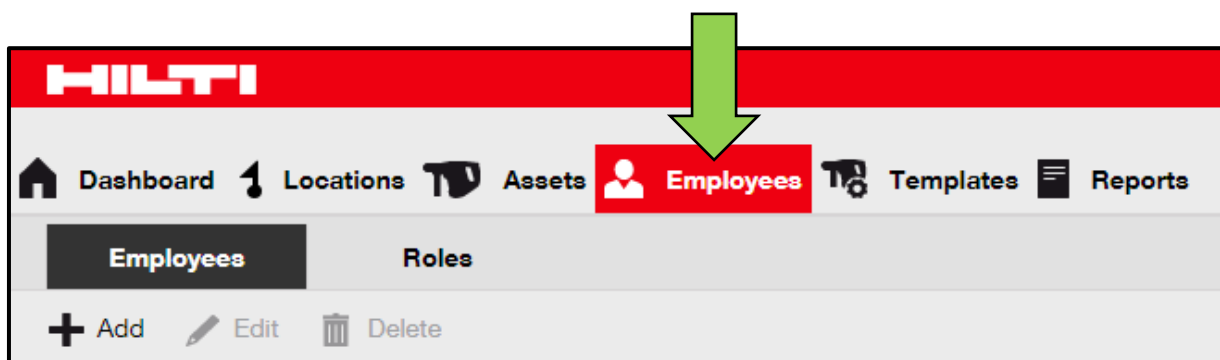 HILTI
Dashboard Locations Assets Employees Templates Reports
Employees Roles
Add Edit Delete